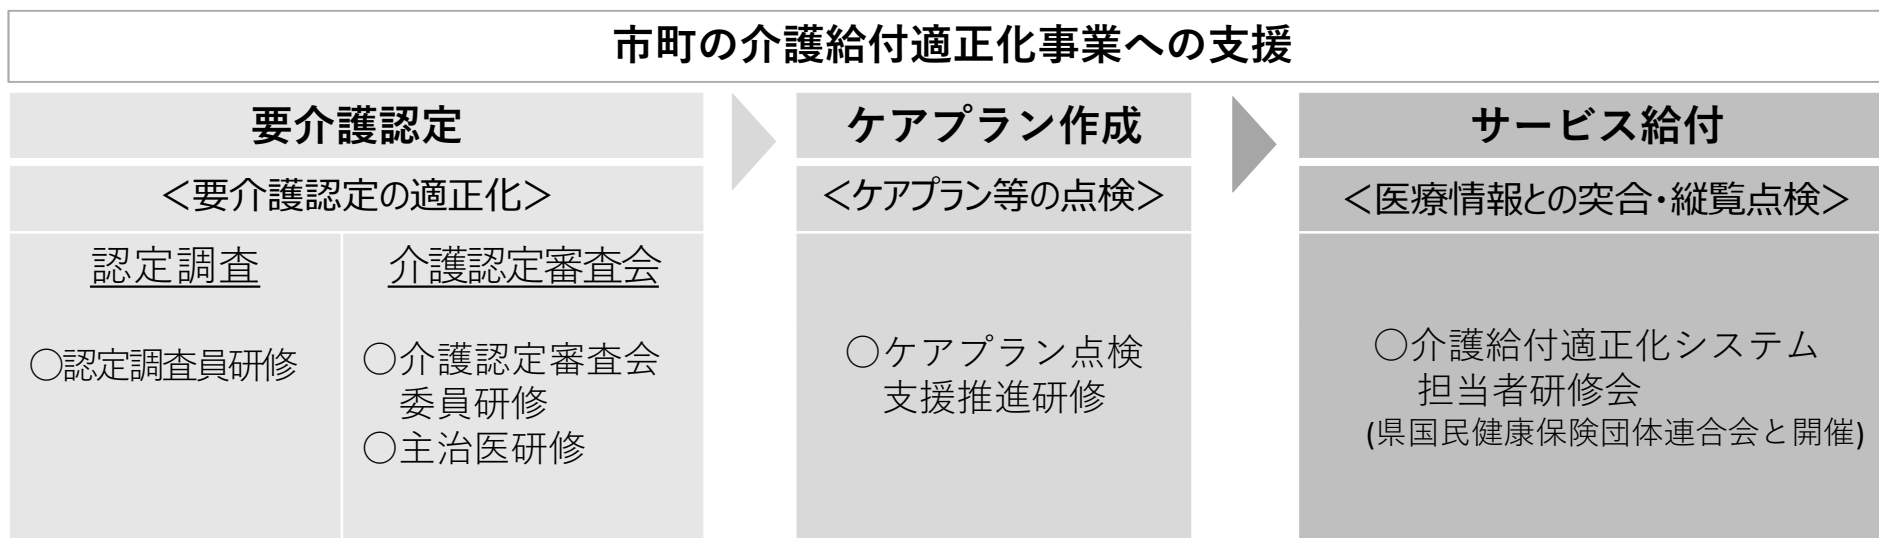 市町の介護給付適正化事業への支援
要介護認定
<要介護認定の適正化>
認定調査
○認定調査員研修
介護認定審査会
○介護認定審査会
委員研修
○主治医研修
ケアプラン作成
<ケアプラン等の点検>
○ケアプラン点検
支援推進研修
サービス給付
<医療情報との突合・縦覧点検>
○介護給付適正化システム
担当者研修会
(県国民健康保険団体連合会と開催)